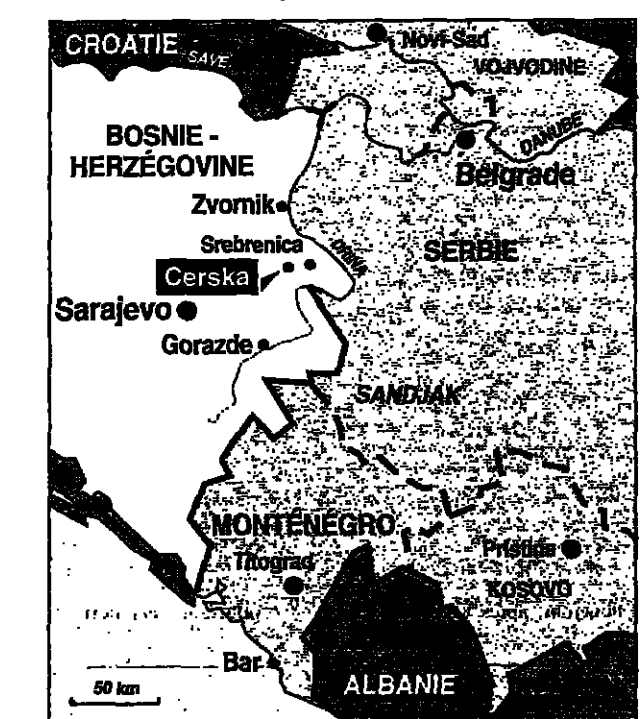 CROATIE
SAVE
Novi-Sad
VOJVODINE
BOSNIE -
HERZÉGOVINE
DANUBE
Belgrade
Zvornik
Srebrenica
DRINA
SERBIE
Cerska
Sarajevo
Gorazde
SANDJAK
MONTÉNÉGRO
Titograd
Pristina
KOSOVO
Bar
ALBANIE
50 km